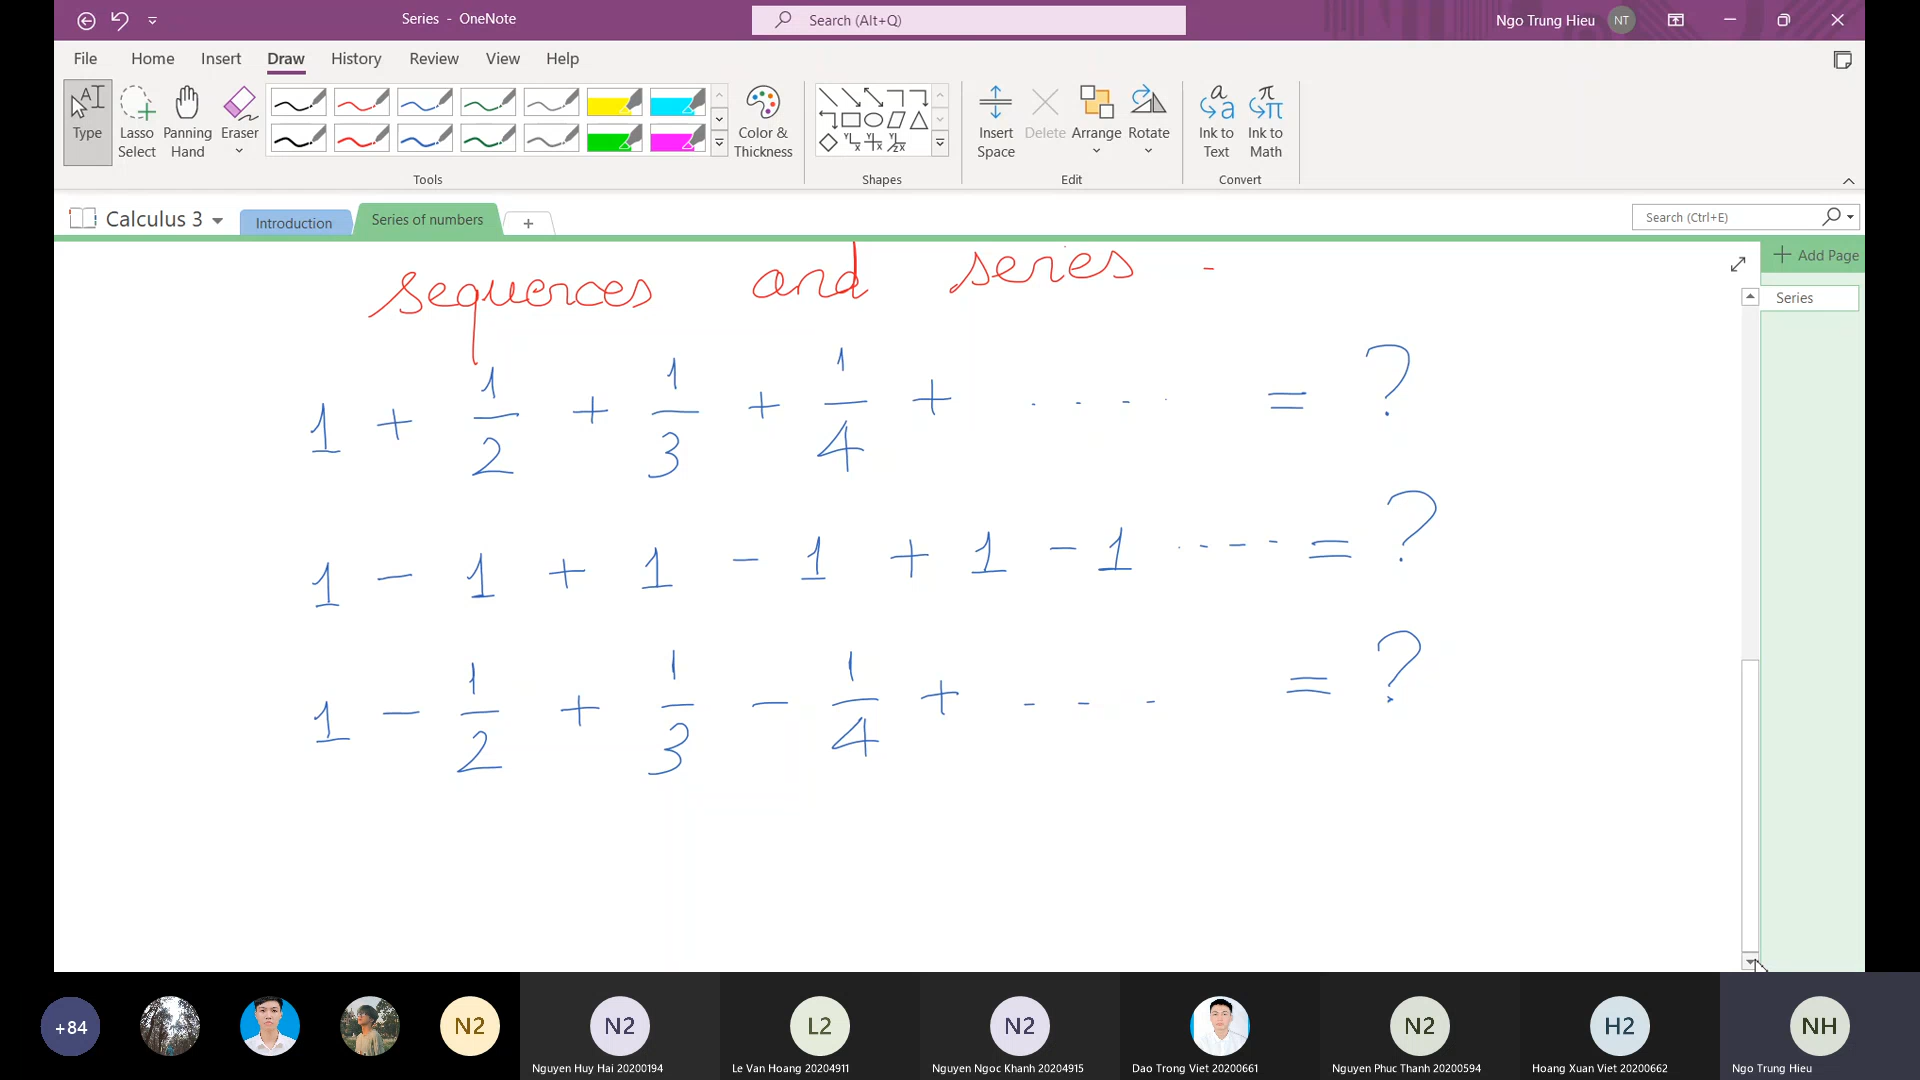 Series - OneNote
Search (Alt+Q)
Ngo Trung Hieu NT
File Home Insert Draw History Review View Help
Type
Lasso Select
Panning Hand
Eraser
Color & Thickness
Insert Space
Delete
Arrange
Rotate
Ink to Text
Ink to Math
Tools
Shapes
Edit
Convert
Calculus 3
Introduction
Series of numbers
+
Search (Ctrl+E)
Add Page
Series
sequences and series .
1 + 1/2 + 1/3 + 1/4 + .... = ?
1 - 1 + 1 - 1 + 1 - 1 ..... = ?
1 - 1/2 + 1/3 - 1/4 + ... = ?
+84
N2
N2
L2
N2
N2
H2
NH
Nguyen Huy Hai 20200194
Le Van Hoang 20204911
Nguyen Ngoc Khanh 20204915
Dao Trong Viet 20200661
Nguyen Phuc Thanh 20200594
Hoang Xuan Viet 20200662
Ngo Trung Hieu